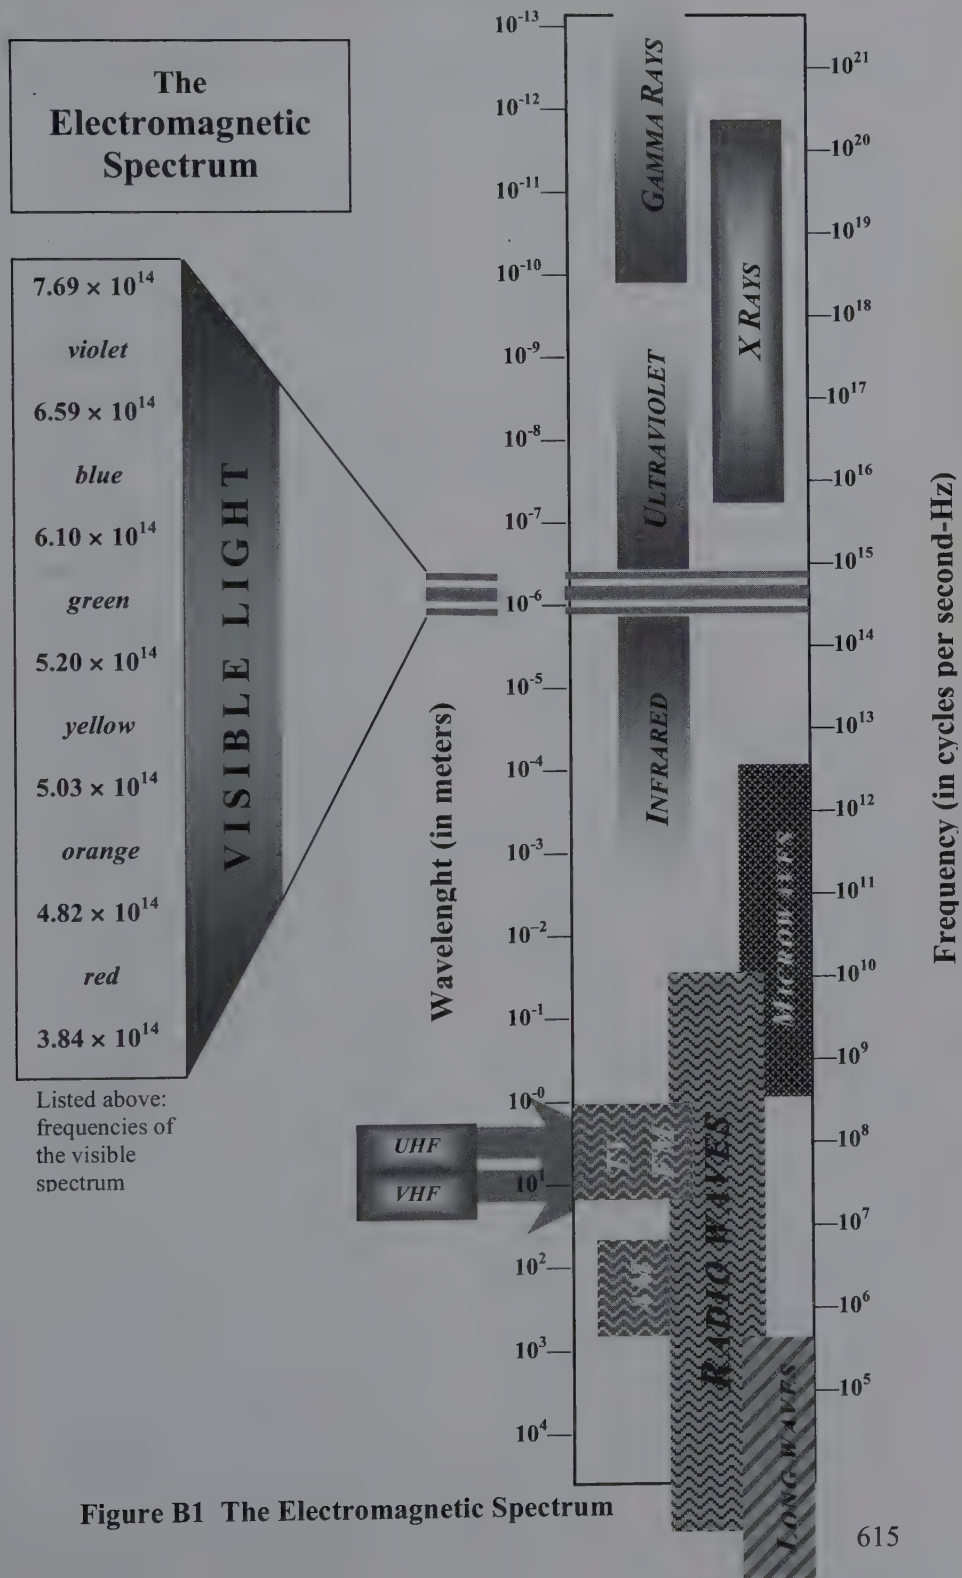 The
Electromagnetic
Spectrum
7.69 × 10¹⁴
violet
6.59 × 10¹⁴
blue
6.10 × 10¹⁴
green
5.20 × 10¹⁴
yellow
5.03 × 10¹⁴
orange
4.82 × 10¹⁴
red
3.84 × 10¹⁴
VISIBLE LIGHT
Listed above:
frequencies of
the visible
spectrum
Wavelenght (in meters)
10⁻¹³
10⁻¹²
10⁻¹¹
10⁻¹⁰
10⁻⁹
10⁻⁸
10⁻⁷
10⁻⁶
10⁻⁵
10⁻⁴
10⁻³
10⁻²
10⁻¹
10⁻⁰
10¹
10²
10³
10⁴
UHF
VHF
GAMMA RAYS
X RAYS
ULTRAVIOLET
INFRARED
MICROWAVES
FM
RADIO WAVES
LONG WAVES
10²¹
10²⁰
10¹⁹
10¹⁸
10¹⁷
10¹⁶
10¹⁵
10¹⁴
10¹³
10¹²
10¹¹
10¹⁰
10⁹
10⁸
10⁷
10⁶
10⁵
Frequency (in cycles per second-Hz)
Figure B1 The Electromagnetic Spectrum
615